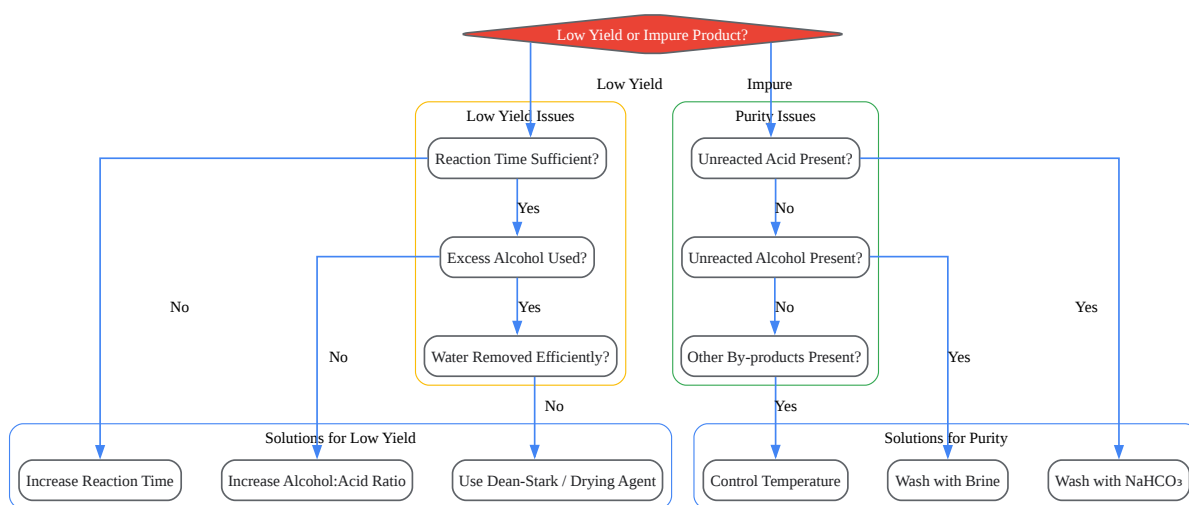 Low Yield or Impure Product?
Low Yield
Impure
Low Yield Issues
Purity Issues
Reaction Time Sufficient?
Unreacted Acid Present?
Yes
No
Excess Alcohol Used?
Unreacted Alcohol Present?
No
Yes
No
Yes
No
Water Removed Efficiently?
Other By-products Present?
Yes
No
Yes
Solutions for Low Yield
Solutions for Purity
Increase Reaction Time
Increase Alcohol:Acid Ratio
Use Dean-Stark / Drying Agent
Control Temperature
Wash with Brine
Wash with NaHCO₃